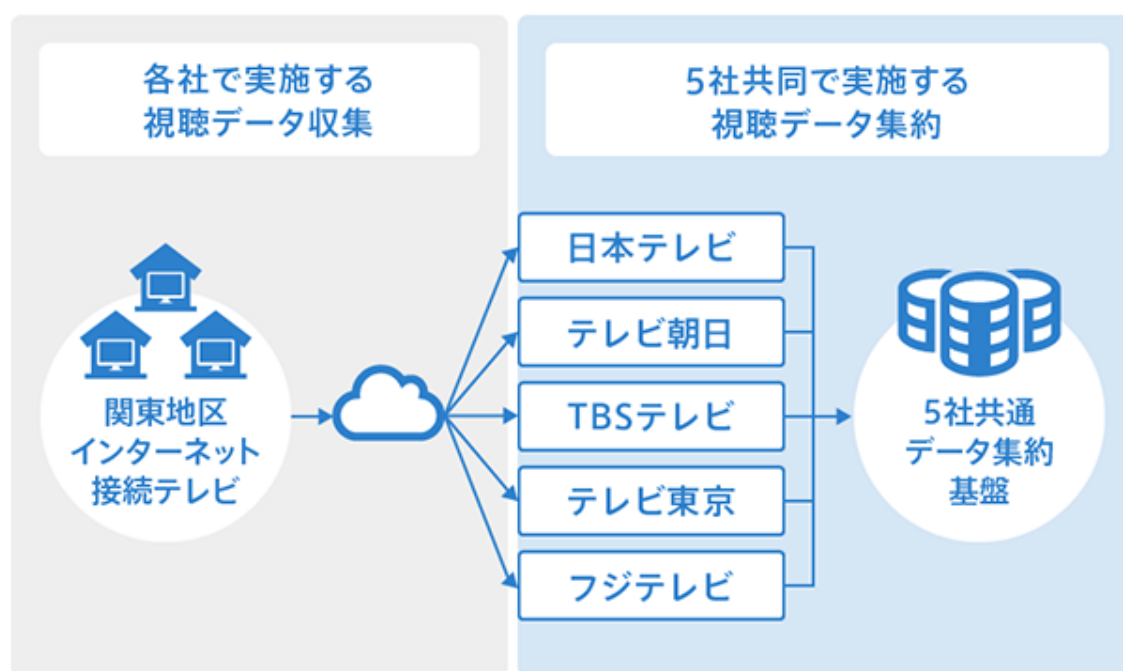 各社で実施する
視聴データ収集
5社共同で実施する
視聴データ集約
関東地区
インターネット
接続テレビ
日本テレビ
テレビ朝日
TBSテレビ
テレビ東京
フジテレビ
5社共通
データ集約
基盤